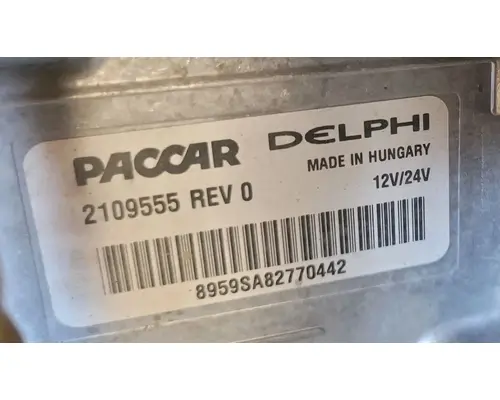 PACCAR DELPHI
MADE IN HUNGARY
2109555 REV 0 12V/24V
8959SA82770442